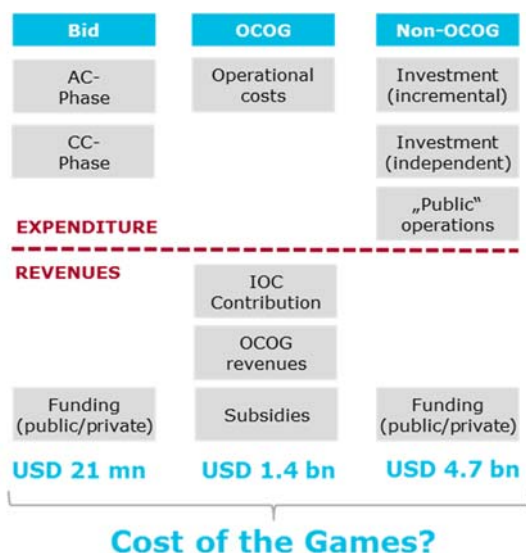 Bid
OCOG
Non-OCOG
AC-
Phase
Operational
costs
Investment
(incremental)
CC-
Phase
Investment
(independent)
„Public“
operations
EXPENDITURE
REVENUES
IOC
Contribution
OCOG
revenues
Funding
(public/private)
Subsidies
Funding
(public/private)
USD 21 mn
USD 1.4 bn
USD 4.7 bn
Cost of the Games?